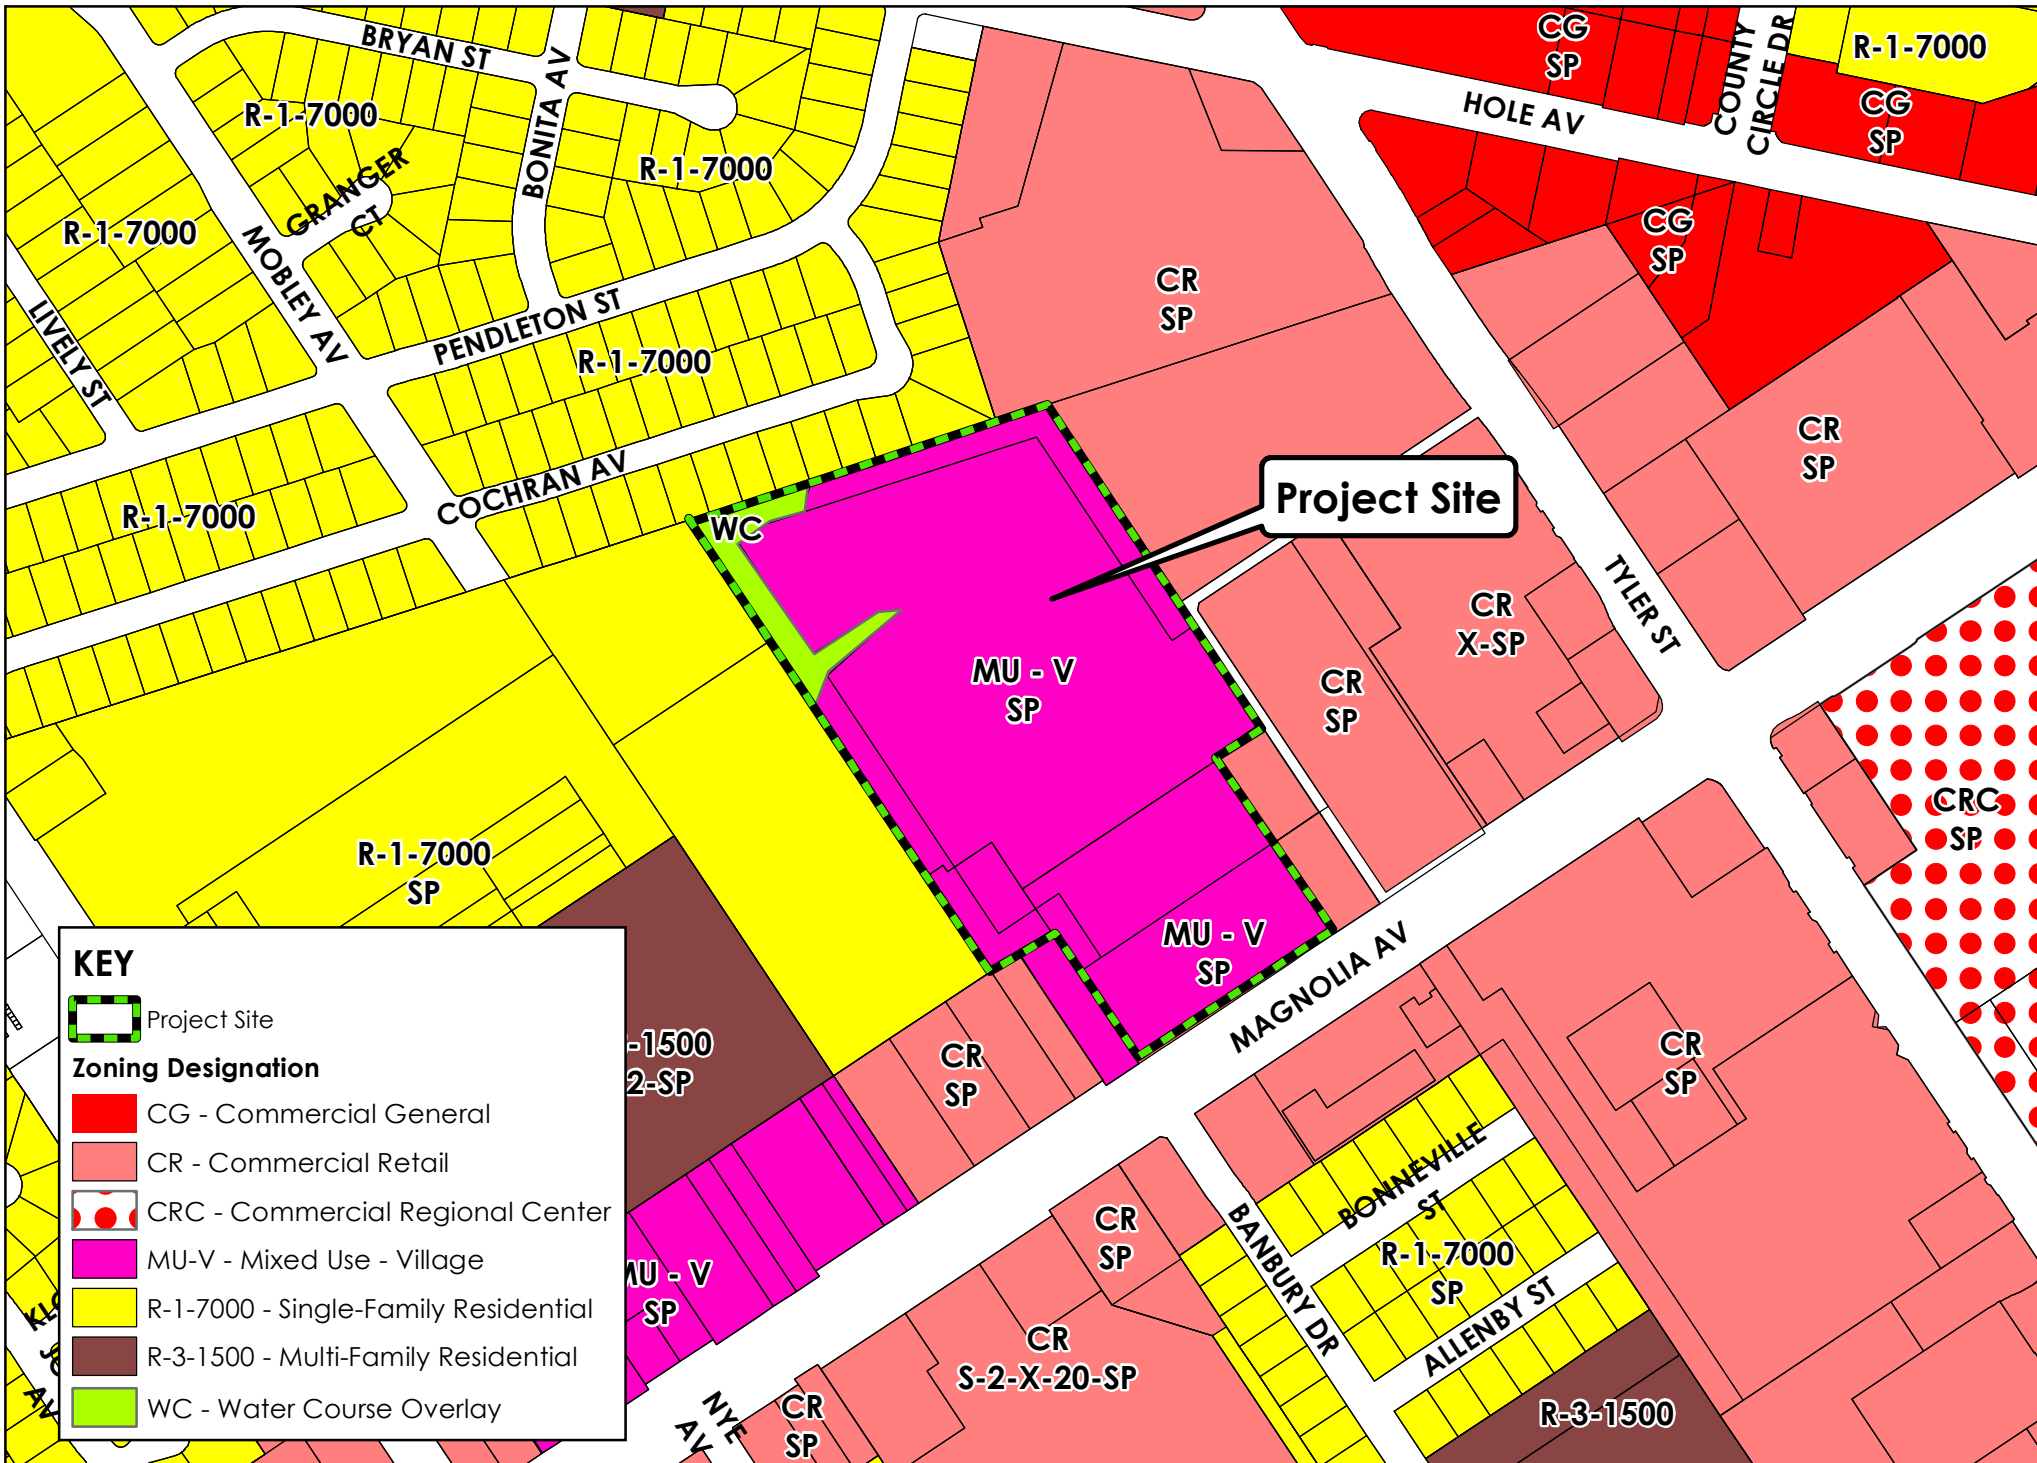 BRYAN ST
BONITA AV
R-1-7000
R-1-7000
GRANGER
CT
R-1-7000
MOBLEY AV
LIVELY ST
PENDLETON ST
R-1-7000
COCHRAN AV
R-1-7000
CG
SP
COUNTY
CIRCLE DR
R-1-7000
CG
SP
HOLE AV
CG
SP
CR
SP
CR
SP
Project Site
WC
TYLER ST
CR
X-SP
CR
SP
MU - V
SP
CRC
SP
R-1-7000
SP
MU - V
SP
MAGNOLIA AV
CR
SP
CR
SP
-1500
2-SP
BONNEVILLE
ST
R-1-7000
SP
BANBURY DR
ALLENBY ST
CR
SP
MU - V
SP
CR
S-2-X-20-SP
CR
SP
NYE
AV
R-3-1500
AV
KEY
Project Site
Zoning Designation
CG - Commercial General
CR - Commercial Retail
CRC - Commercial Regional Center
MU-V - Mixed Use - Village
R-1-7000 - Single-Family Residential
R-3-1500 - Multi-Family Residential
WC - Water Course Overlay